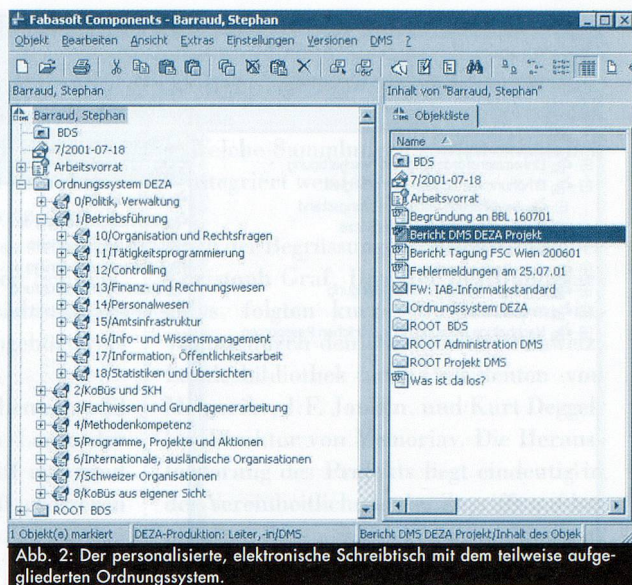 Fabasoft Components - Barraud, Stephan
Objekt Bearbeiten Ansicht Extras Einstellungen Versionen DMS ?
Barraud, Stephan
Barraud, Stephan
BDS
7/2001-07-18
Arbeitsvorrat
Ordnungssystem DEZA
0/Politik, Verwaltung
1/Betriebsführung
10/Organisation und Rechtsfragen
11/Tätigkeitsprogrammierung
12/Controlling
13/Finanz- und Rechnungswesen
14/Personalwesen
15/Amtsinfrastruktur
16/Info- und Wissensmanagement
17/Information, Öffentlichkeitsarbeit
18/Statistiken und Übersichten
2/KoBüs und SKH
3/Fachwissen und Grundlagenerarbeitung
4/Methodenkompetenz
5/Programme, Projekte und Aktionen
6/Internationale, ausländische Organisationen
7/Schweizer Organisationen
8/KoBüs aus eigener Sicht
ROOT BDS
Inhalt von "Barraud, Stephan"
Objektliste
Name
BDS
7/2001-07-18
Arbeitsvorrat
Begründung an BBL 160701
Bericht DMS DEZA Projekt
Bericht Tagung FSC Wien 200601
Fehlermeldungen am 25.07.01
FW: IAB-Informatikstandard
Ordnungssystem DEZA
ROOT BDS
ROOT Administration DMS
ROOT Projekt DMS
Was ist da los?
1 Objekt(e) markiert DEZA-Produktion: Leiter,-in/DMS Bericht DMS DEZA Projekt/Inhalt des Objek
Abb. 2: Der personalisierte, elektronische Schreibtisch mit dem teilweise aufge-
gliederten Ordnungssystem.